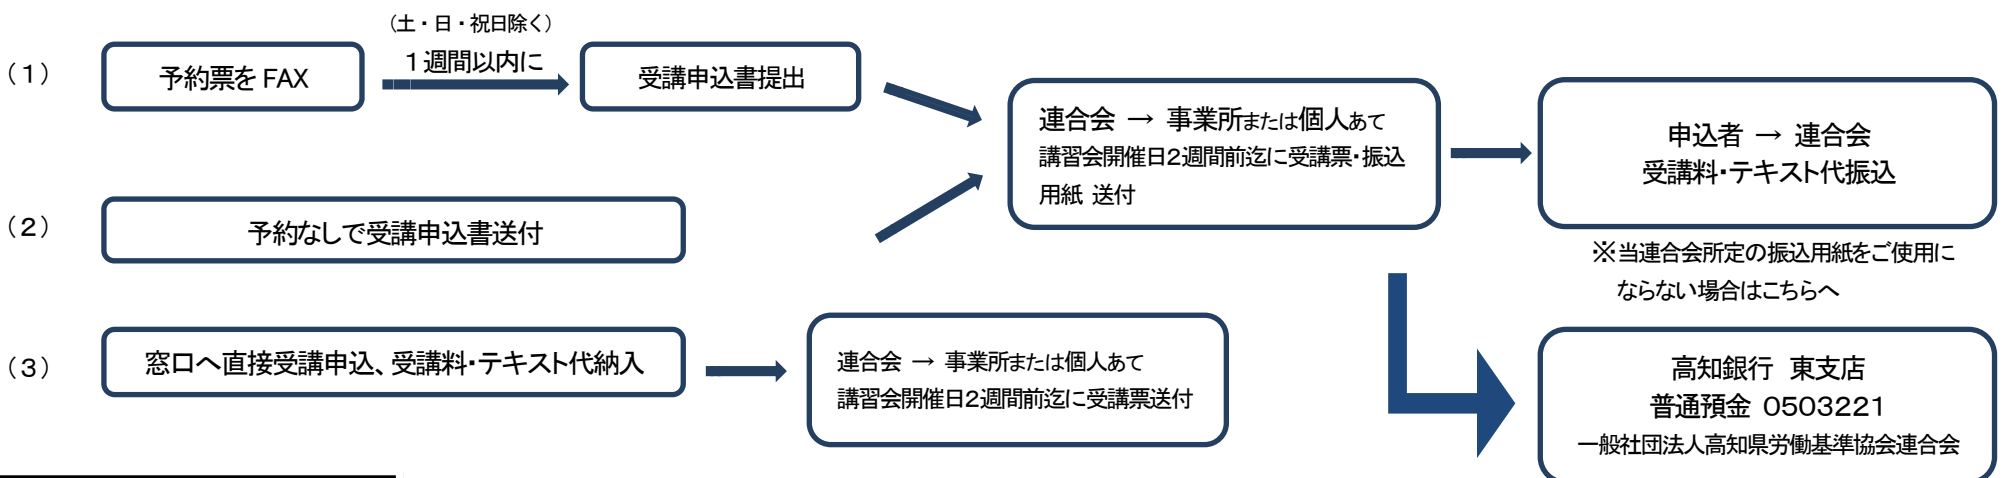 （１）
予約票を FAX
（土・日・祝日除く）
１週間以内に
受講申込書提出
連合会 → 事業所または個人あて
講習会開催日２週間前迄に受講票・振込
用紙 送付
申込者 → 連合会
受講料・テキスト代振込
※当連合会所定の振込用紙をご使用に
ならない場合はこちらへ
（２）
予約なしで受講申込書送付
（３）
窓口へ直接受講申込、受講料・テキスト代納入
連合会 → 事業所または個人あて
講習会開催日２週間前迄に受講票送付
高知銀行　東支店
普通預金 ０５０３２２１
一般社団法人高知県労働基準協会連合会